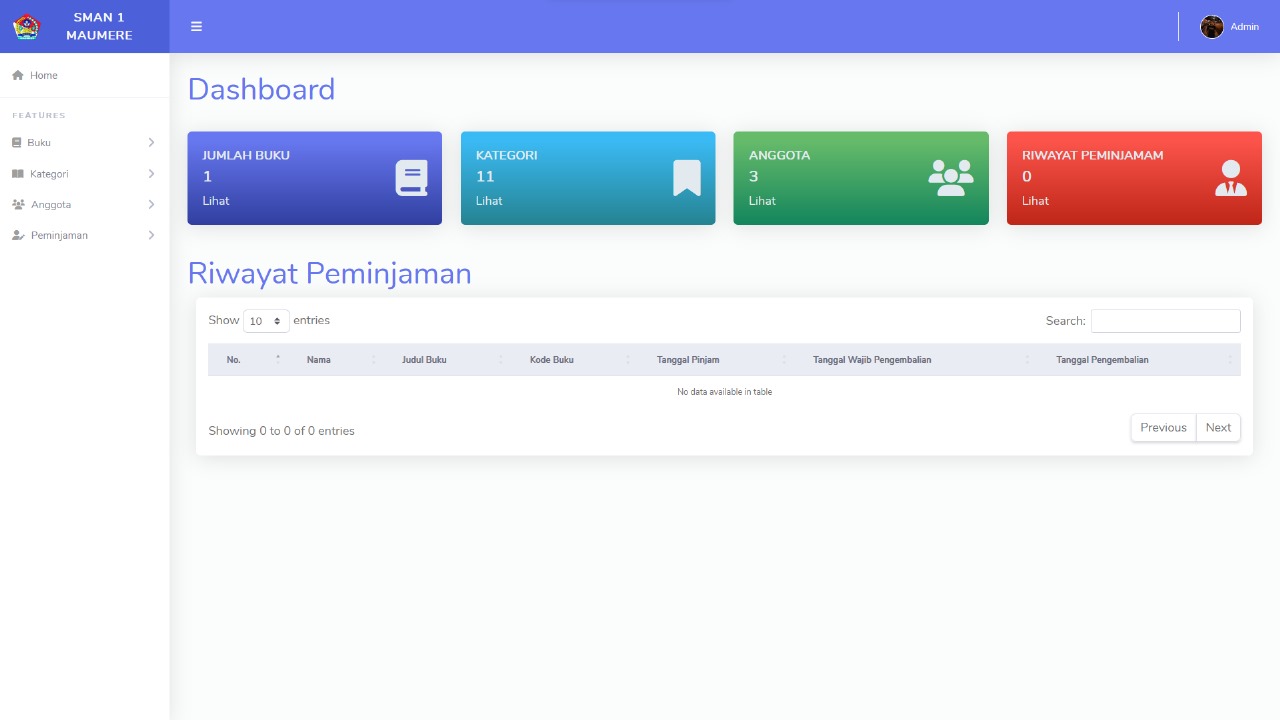 SMAN 1
MAUMERE
Admin
Home
FEATURES
Buku
Kategori
Anggota
Peminjaman
Dashboard
JUMLAH BUKU
1
Lihat
KATEGORI
11
Lihat
ANGGOTA
3
Lihat
RIWAYAT PEMINJAMAM
0
Lihat
Riwayat Peminjaman
Show 10 entries
Search:
No. Nama Judul Buku Kode Buku Tanggal Pinjam Tanggal Wajib Pengembalian Tanggal Pengembalian
No data available in table
Showing 0 to 0 of 0 entries
Previous Next